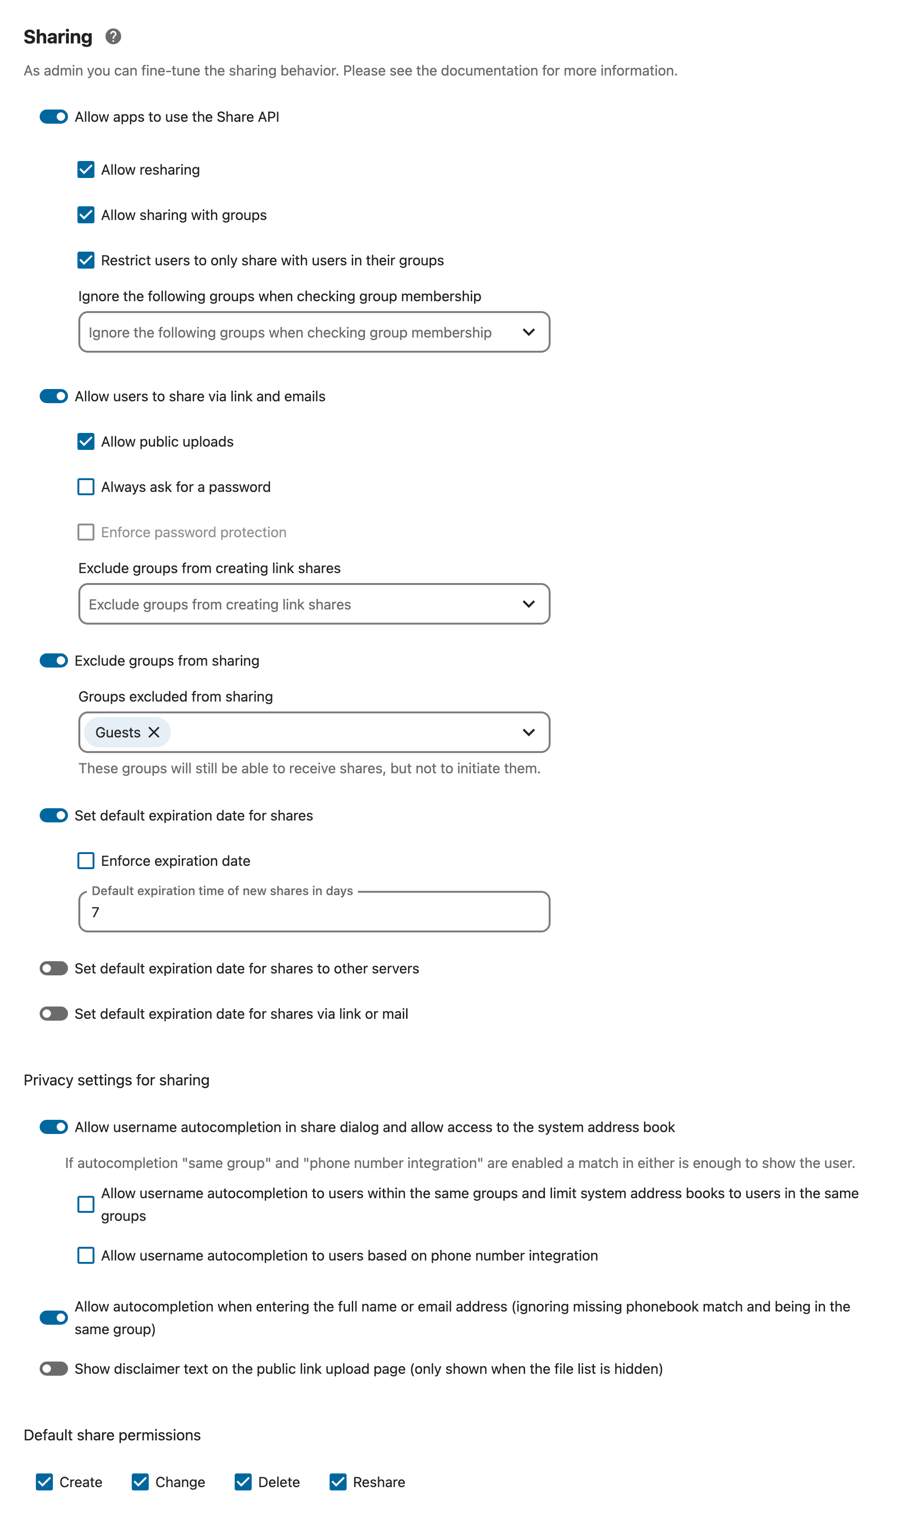 Sharing
As admin you can fine-tune the sharing behavior. Please see the documentation for more information.
Allow apps to use the Share API
Allow resharing
Allow sharing with groups
Restrict users to only share with users in their groups
Ignore the following groups when checking group membership
Ignore the following groups when checking group membership
Allow users to share via link and emails
Allow public uploads
Always ask for a password
Enforce password protection
Exclude groups from creating link shares
Exclude groups from creating link shares
Exclude groups from sharing
Groups excluded from sharing
Guests
These groups will still be able to receive shares, but not to initiate them.
Set default expiration date for shares
Enforce expiration date
Default expiration time of new shares in days
7
Set default expiration date for shares to other servers
Set default expiration date for shares via link or mail
Privacy settings for sharing
Allow username autocompletion in share dialog and allow access to the system address book
If autocompletion "same group" and "phone number integration" are enabled a match in either is enough to show the user.
Allow username autocompletion to users within the same groups and limit system address books to users in the same
groups
Allow username autocompletion to users based on phone number integration
Allow autocompletion when entering the full name or email address (ignoring missing phonebook match and being in the
same group)
Show disclaimer text on the public link upload page (only shown when the file list is hidden)
Default share permissions
Create Change Delete Reshare